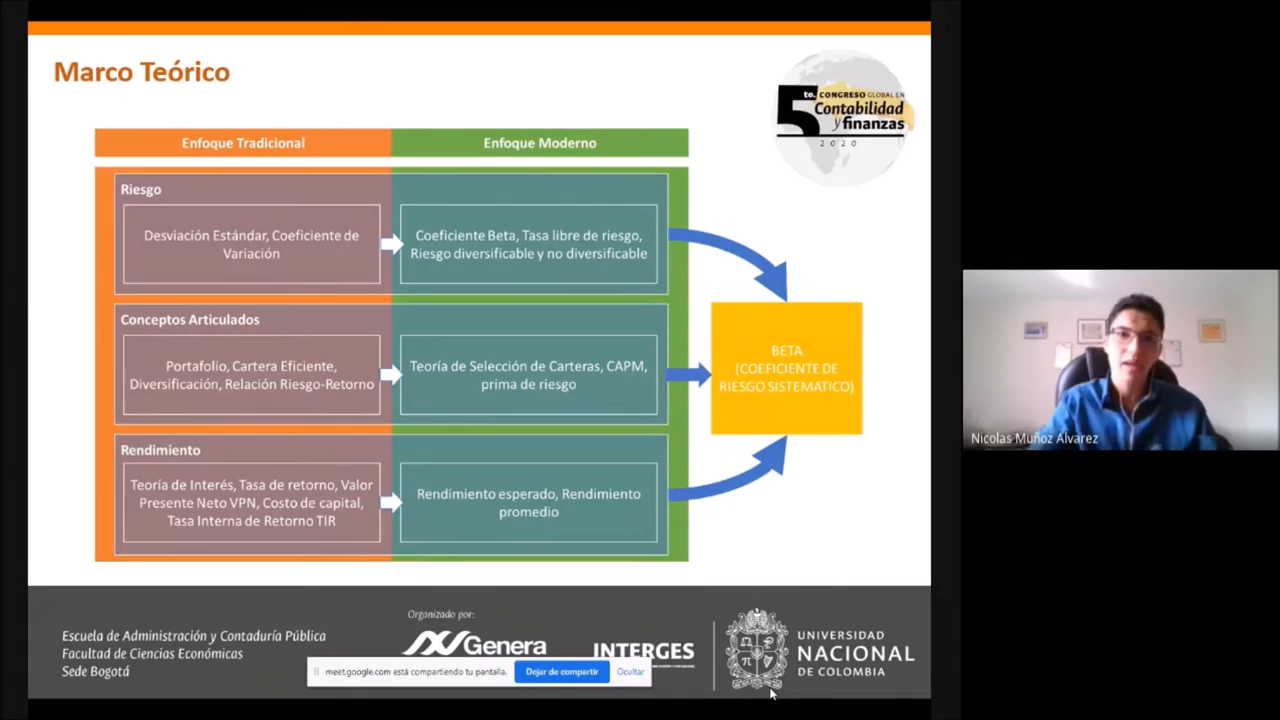 Marco Teórico
5to. CONGRESO GLOBAL EN
Contabilidad
y finanzas
2020
Enfoque Tradicional
Enfoque Moderno
Riesgo
Desviación Estándar, Coeficiente de
Variación
Coeficiente Beta, Tasa libre de riesgo,
Riesgo diversificable y no diversificable
Conceptos Articulados
Portafolio, Cartera Eficiente,
Diversificación, Relación Riesgo-Retorno
Teoría de Selección de Carteras, CAPM,
prima de riesgo
Rendimiento
Teoría de Interés, Tasa de retorno, Valor
Presente Neto VPN, Costo de capital,
Tasa Interna de Retorno TIR
Rendimiento esperado, Rendimiento
promedio
BETA
(COEFICIENTE DE
RIESGO SISTEMATICO)
Nicolas Muñoz Alvarez
Escuela de Administración y Contaduría Pública
Facultad de Ciencias Económicas
Sede Bogotá
Organizado por:
Genera
INTERGES
UNIVERSIDAD
NACIONAL
DE COLOMBIA
meet.google.com está compartiendo tu pantalla.
Dejar de compartir
Ocultar